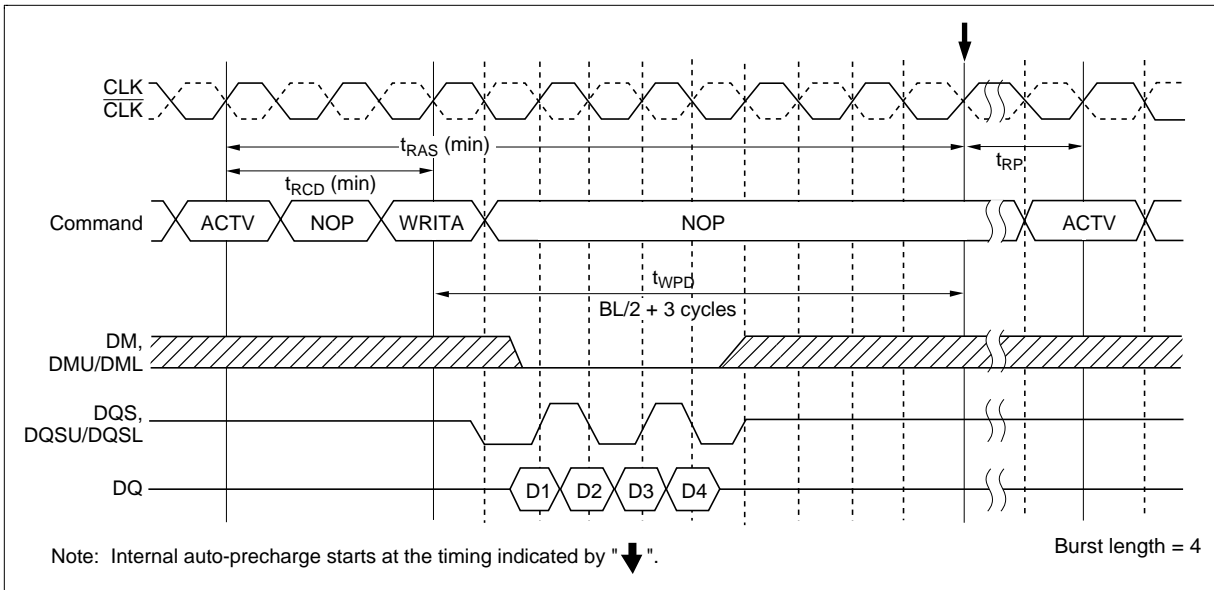 CLK
CLK
tRAS (min)
tRP
tRCD (min)
Command ACTV NOP WRITA NOP ACTV
tWPD
BL/2 + 3 cycles
DM,
DMU/DML
DQS,
DQSU/DQSL
DQ D1 D2 D3 D4
Note: Internal auto-precharge starts at the timing indicated by " ".
Burst length = 4